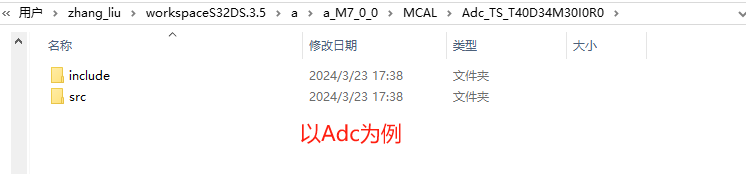 用户 > zhang_liu > workspaceS32DS.3.5 > a > a_M7_0_0 > MCAL > Adc_TS_T40D34M30I0R0 >
名称 修改日期 类型 大小
include 2024/3/23 17:38 文件夹
src 2024/3/23 17:38 文件夹
以Adc为例